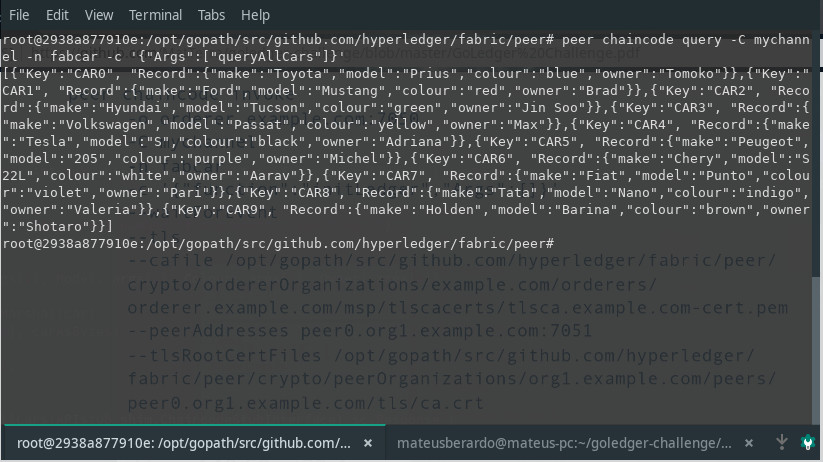 File Edit View Terminal Tabs Help
root@2938a877910e:/opt/gopath/src/github.com/hyperledger/fabric/peer# peer chaincode query -C mychann
el -n fabcar -c '{"Args":["queryAllCars"]}'
[{"Key":"CAR0", "Record":{"make":"Toyota","model":"Prius","colour":"blue","owner":"Tomoko"}},{"Key":"
CAR1", "Record":{"make":"Ford","model":"Mustang","colour":"red","owner":"Brad"}},{"Key":"CAR2", "Reco
rd":{"make":"Hyundai","model":"Tucson","colour":"green","owner":"Jin Soo"}},{"Key":"CAR3", "Record":{
"make":"Volkswagen","model":"Passat","colour":"yellow","owner":"Max"}},{"Key":"CAR4", "Record":{"make
":"Tesla","model":"S","colour":"black","owner":"Adriana"}},{"Key":"CAR5", "Record":{"make":"Peugeot",
"model":"205","colour":"purple","owner":"Michel"}},{"Key":"CAR6", "Record":{"make":"Chery","model":"S
22L","colour":"white","owner":"Aarav"}},{"Key":"CAR7", "Record":{"make":"Fiat","model":"Punto","colou
r":"violet","owner":"Pari"}},{"Key":"CAR8", "Record":{"make":"Tata","model":"Nano","colour":"indigo",
"owner":"Valeria"}},{"Key":"CAR9", "Record":{"make":"Holden","model":"Barina","colour":"brown","owner
":"Shotaro"}}]
root@2938a877910e:/opt/gopath/src/github.com/hyperledger/fabric/peer#
--tls
--cafile /opt/gopath/src/github.com/hyperledger/fabric/peer/
crypto/ordererOrganizations/example.com/orderers/
orderer.example.com/msp/tlscacerts/tlsca.example.com-cert.pem
--peerAddresses peer0.org1.example.com:7051
--tlsRootCertFiles /opt/gopath/src/github.com/hyperledger/
fabric/peer/crypto/peerOrganizations/org1.example.com/peers/
peer0.org1.example.com/tls/ca.crt
root@2938a877910e: /opt/gopath/src/github.com/... × mateusberardo@mateus-pc:~/goledger-challenge/... ×